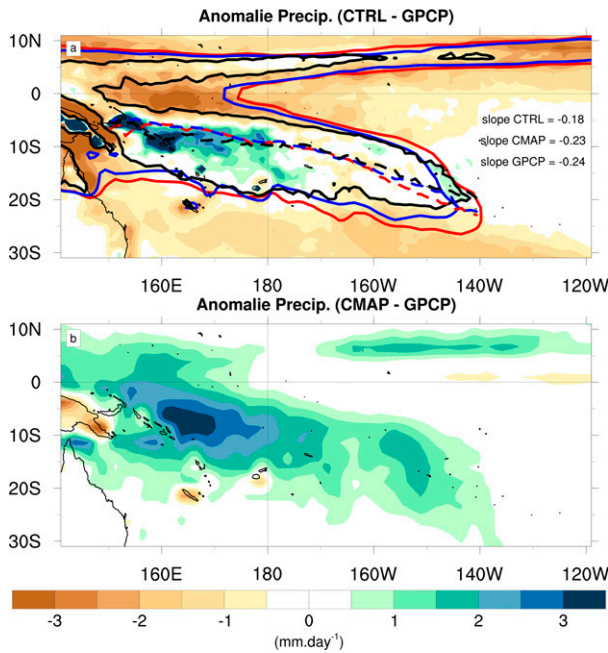 Anomalie Precip. (CTRL - GPCP)
a
10N
0
10S
20S
30S
slope CTRL = -0.18
slope CMAP = -0.23
slope GPCP = -0.24
160E
180
160W
140W
120W
Anomalie Precip. (CMAP - GPCP)
b
10N
0
10S
20S
30S
160E
180
160W
140W
120W
-3
-2
-1
0
1
2
3
(mm.day⁻¹)